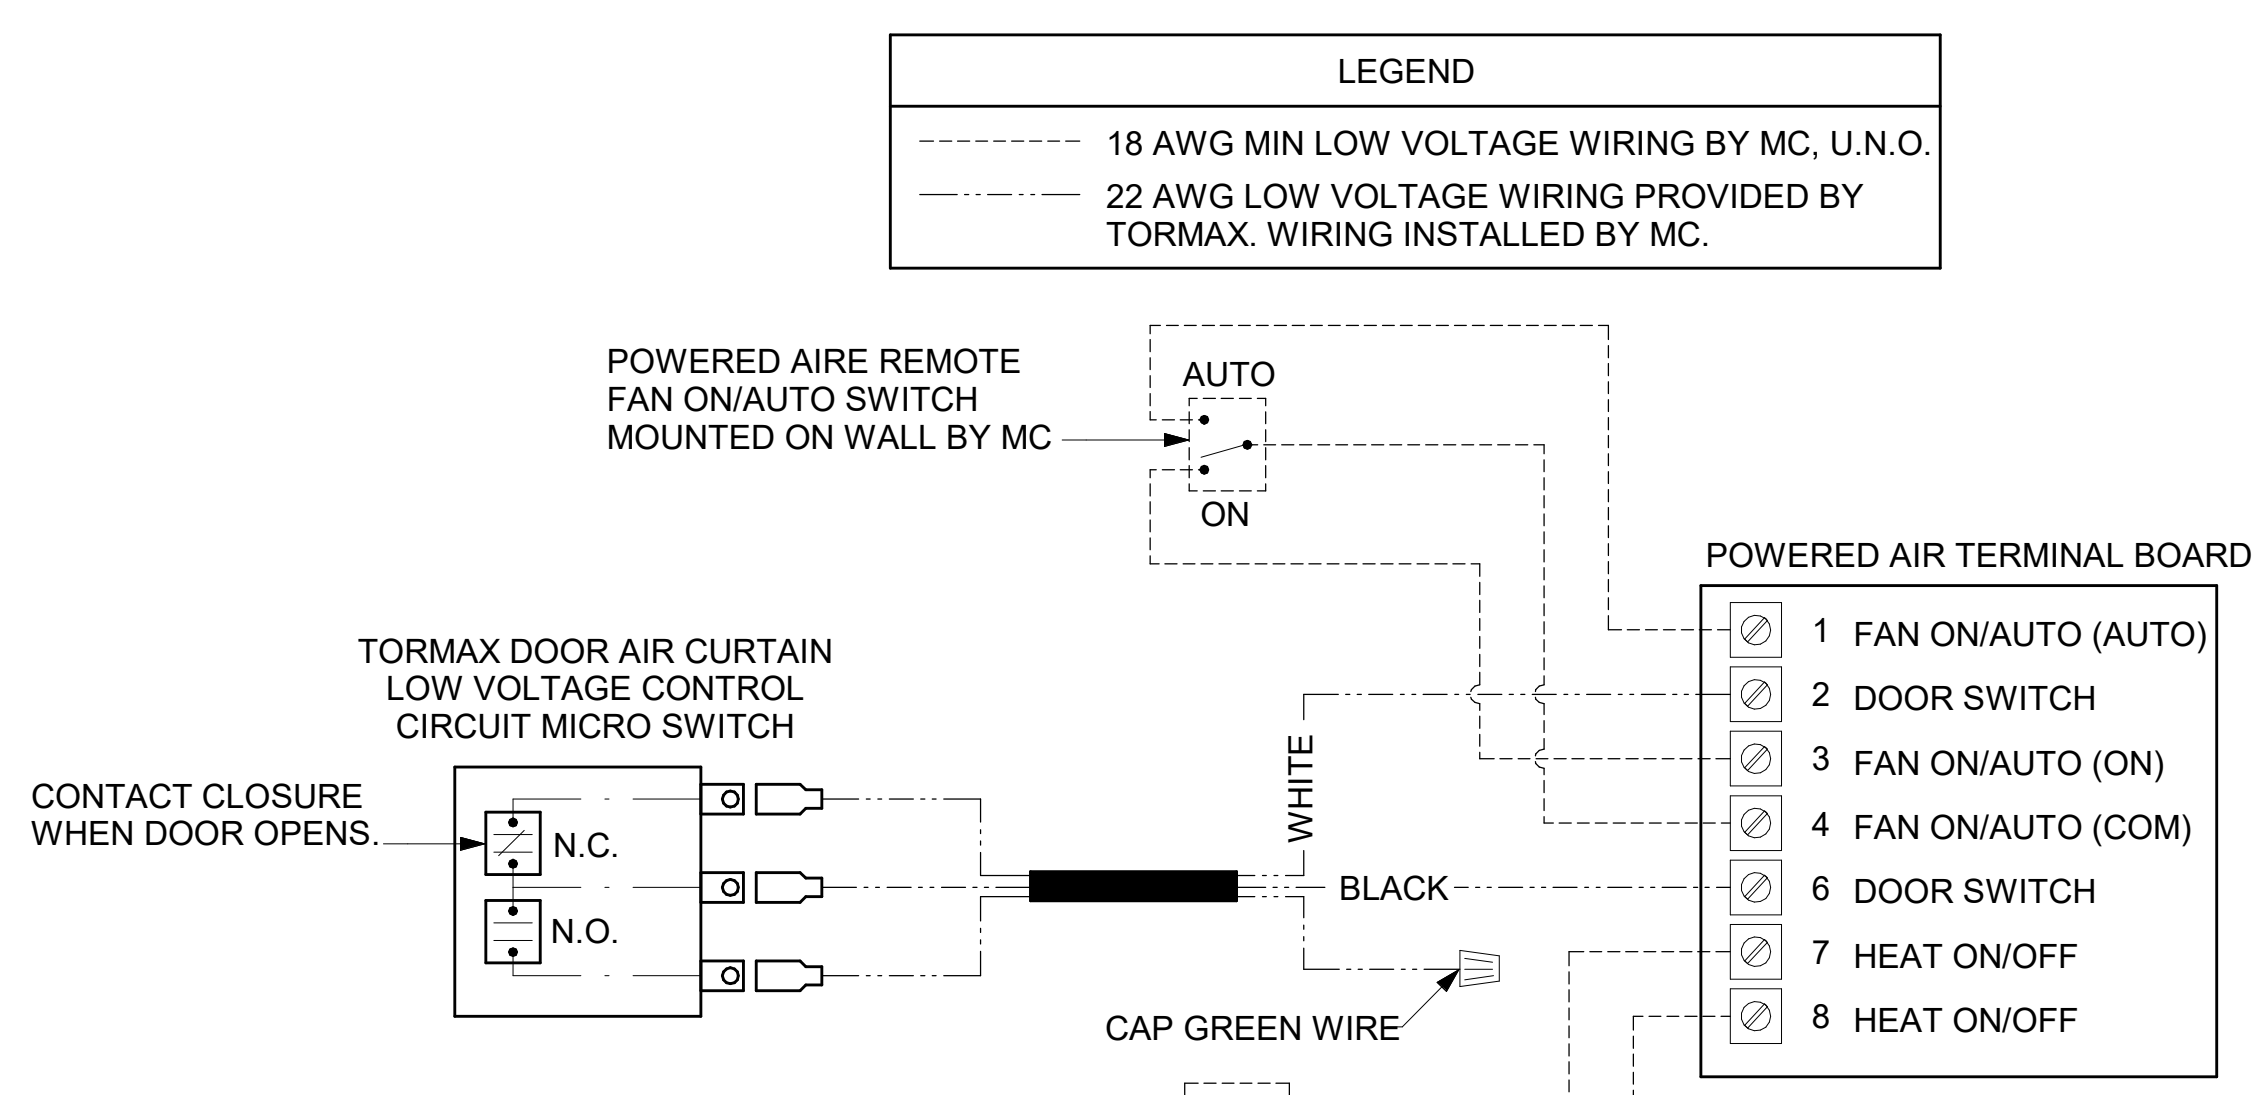 LEGEND
18 AWG MIN LOW VOLTAGE WIRING BY MC, U.N.O.
22 AWG LOW VOLTAGE WIRING PROVIDED BY
TORMAX. WIRING INSTALLED BY MC.
POWERED AIRE REMOTE
FAN ON/AUTO SWITCH
MOUNTED ON WALL BY MC
AUTO
ON
POWERED AIR TERMINAL BOARD
1 FAN ON/AUTO (AUTO)
2 DOOR SWITCH
3 FAN ON/AUTO (ON)
4 FAN ON/AUTO (COM)
6 DOOR SWITCH
7 HEAT ON/OFF
8 HEAT ON/OFF
TORMAX DOOR AIR CURTAIN
LOW VOLTAGE CONTROL
CIRCUIT MICRO SWITCH
CONTACT CLOSURE
WHEN DOOR OPENS.
N.C.
N.O.
WHITE
BLACK
CAP GREEN WIRE